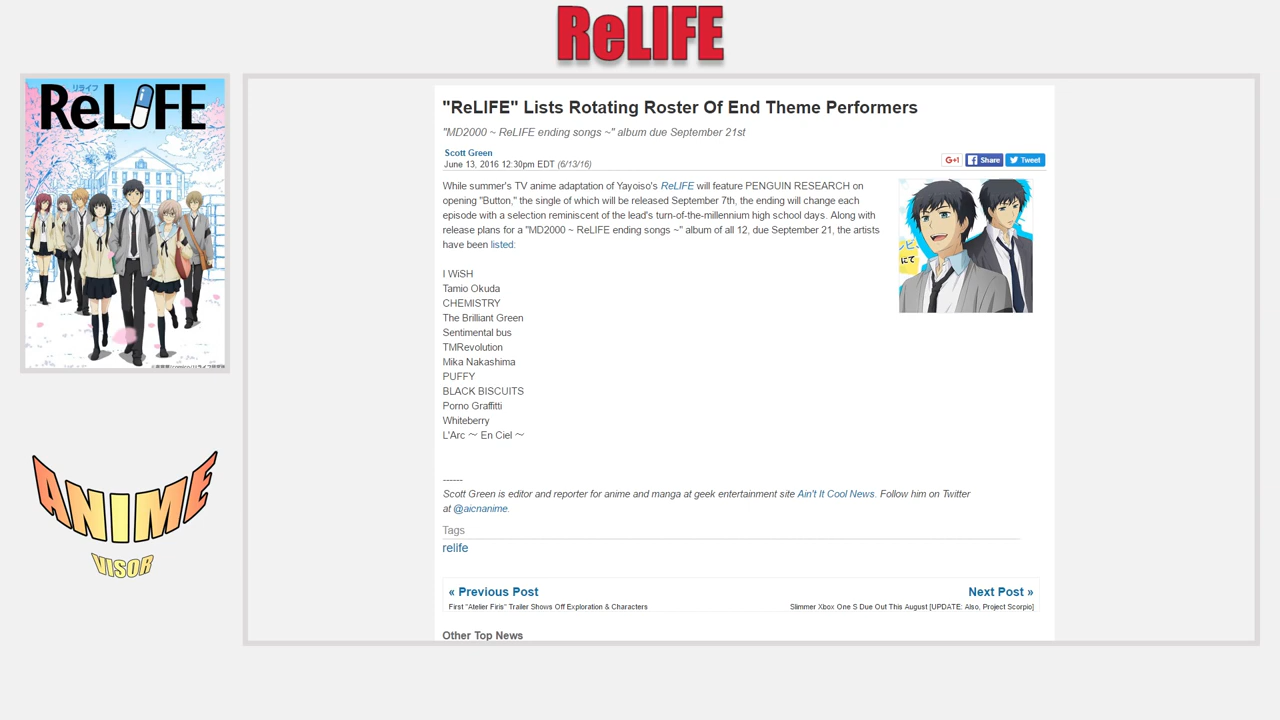 ReLIFE
リライフ
ReLIFE
ANIME
VISOR
"ReLIFE" Lists Rotating Roster Of End Theme Performers
"MD2000 ~ ReLIFE ending songs ~" album due September 21st
Scott Green
June 13, 2016 12:30pm EDT (6/13/16)
G+1 Share Tweet
While summer's TV anime adaptation of Yayoiso's ReLIFE will feature PENGUIN RESEARCH on
opening "Button," the single of which will be released September 7th, the ending will change each
episode with a selection reminiscent of the lead's turn-of-the-millennium high school days. Along with
release plans for a "MD2000 ~ ReLIFE ending songs ~" album of all 12, due September 21, the artists
have been listed:
にて
I WiSH
Tamio Okuda
CHEMISTRY
The Brilliant Green
Sentimental bus
TMRevolution
Mika Nakashima
PUFFY
BLACK BISCUITS
Porno Graffitti
Whiteberry
L'Arc ～ En Ciel ～
------
Scott Green is editor and reporter for anime and manga at geek entertainment site Ain't It Cool News. Follow him on Twitter
at @aicnanime.
Tags
relife
« Previous Post
First "Atelier Firis" Trailer Shows Off Exploration & Characters
Next Post »
Slimmer Xbox One S Due Out This August [UPDATE: Also, Project Scorpio]
Other Top News